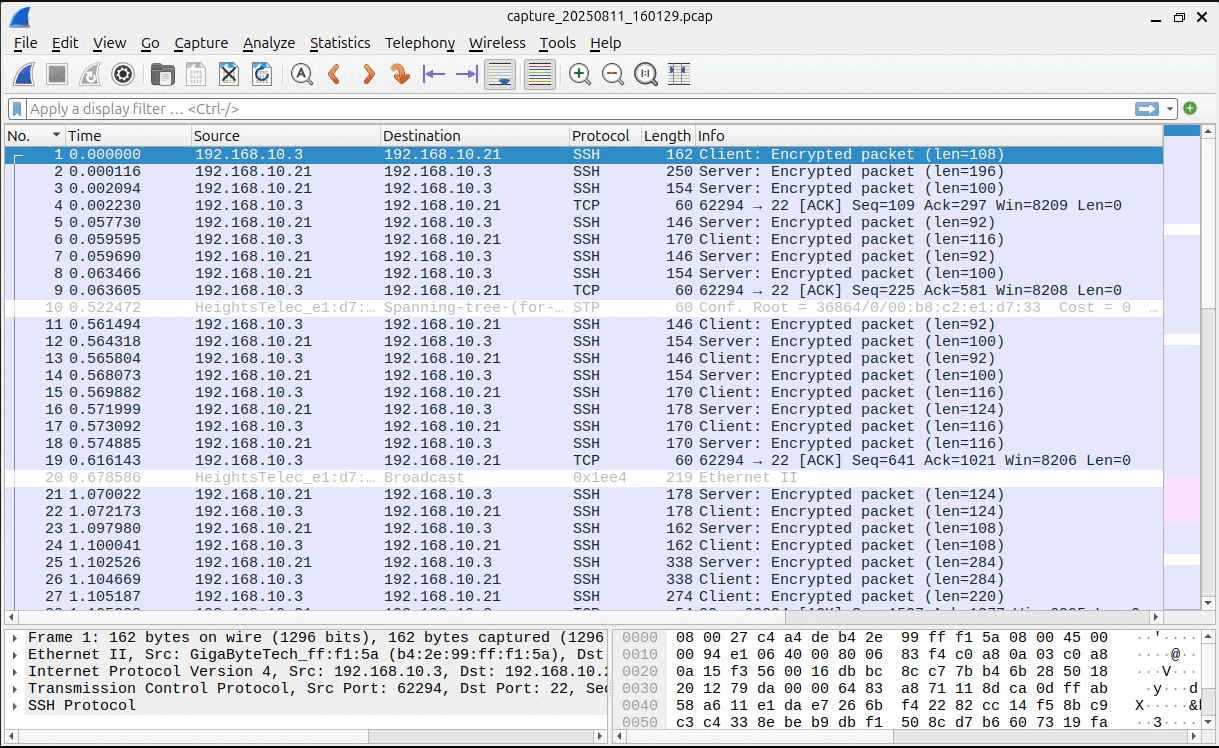 capture_20250811_160129.pcap
File Edit View Go Capture Analyze Statistics Telephony Wireless Tools Help
Apply a display filter … <Ctrl-/>
No. Time Source Destination Protocol Length Info
1 0.000000 192.168.10.3 192.168.10.21 SSH 162 Client: Encrypted packet (len=108)
2 0.000116 192.168.10.21 192.168.10.3 SSH 250 Server: Encrypted packet (len=196)
3 0.002094 192.168.10.21 192.168.10.3 SSH 154 Server: Encrypted packet (len=100)
4 0.002230 192.168.10.3 192.168.10.21 TCP 60 62294 → 22 [ACK] Seq=109 Ack=297 Win=8209 Len=0
5 0.057730 192.168.10.21 192.168.10.3 SSH 146 Server: Encrypted packet (len=92)
6 0.059595 192.168.10.3 192.168.10.21 SSH 170 Client: Encrypted packet (len=116)
7 0.059690 192.168.10.21 192.168.10.3 SSH 146 Server: Encrypted packet (len=92)
8 0.063466 192.168.10.21 192.168.10.3 SSH 154 Server: Encrypted packet (len=100)
9 0.063605 192.168.10.3 192.168.10.21 TCP 60 62294 → 22 [ACK] Seq=225 Ack=581 Win=8208 Len=0
10 0.522472 HeightsTelec_e1:d7:… Spanning-tree-(for-… STP 60 Conf. Root = 36864/0/00:b8:c2:e1:d7:33 Cost = 0 …
11 0.561494 192.168.10.3 192.168.10.21 SSH 146 Client: Encrypted packet (len=92)
12 0.564318 192.168.10.21 192.168.10.3 SSH 154 Server: Encrypted packet (len=100)
13 0.565804 192.168.10.3 192.168.10.21 SSH 146 Client: Encrypted packet (len=92)
14 0.568073 192.168.10.21 192.168.10.3 SSH 154 Server: Encrypted packet (len=100)
15 0.569882 192.168.10.3 192.168.10.21 SSH 170 Client: Encrypted packet (len=116)
16 0.571999 192.168.10.21 192.168.10.3 SSH 178 Server: Encrypted packet (len=124)
17 0.573092 192.168.10.3 192.168.10.21 SSH 170 Client: Encrypted packet (len=116)
18 0.574885 192.168.10.21 192.168.10.3 SSH 170 Server: Encrypted packet (len=116)
19 0.616143 192.168.10.3 192.168.10.21 TCP 60 62294 → 22 [ACK] Seq=641 Ack=1021 Win=8206 Len=0
20 0.678586 HeightsTelec_e1:d7:… Broadcast 0x1ee4 219 Ethernet II
21 1.070022 192.168.10.21 192.168.10.3 SSH 178 Server: Encrypted packet (len=124)
22 1.072173 192.168.10.3 192.168.10.21 SSH 178 Client: Encrypted packet (len=124)
23 1.097980 192.168.10.21 192.168.10.3 SSH 162 Server: Encrypted packet (len=108)
24 1.100041 192.168.10.3 192.168.10.21 SSH 162 Client: Encrypted packet (len=108)
25 1.102526 192.168.10.21 192.168.10.3 SSH 338 Server: Encrypted packet (len=284)
26 1.104669 192.168.10.3 192.168.10.21 SSH 338 Client: Encrypted packet (len=284)
27 1.105187 192.168.10.3 192.168.10.21 SSH 274 Client: Encrypted packet (len=220)
Frame 1: 162 bytes on wire (1296 bits), 162 bytes captured (1296
Ethernet II, Src: GigaByteTech_ff:f1:5a (b4:2e:99:ff:f1:5a), Dst
Internet Protocol Version 4, Src: 192.168.10.3, Dst: 192.168.10.2
Transmission Control Protocol, Src Port: 62294, Dst Port: 22, Se
SSH Protocol
0000 08 00 27 c4 a4 de b4 2e 99 ff f1 5a 08 00 45 00 ··'·····
0010 00 94 e1 06 40 00 80 06 83 f4 c0 a8 0a 03 c0 a8 ····@···
0020 0a 15 f3 56 00 16 db bc 8c c7 7b b4 6b 28 50 18 ···V····
0030 20 12 79 da 00 00 64 83 a8 71 11 8d ca 0d ff ab ·y···d
0040 58 a6 11 e1 da e7 26 6b f4 22 82 cc 14 f5 8b c9 X·····&k
0050 c3 c4 33 8e be b9 db f1 50 8c d7 b6 60 73 19 fa ··3·····